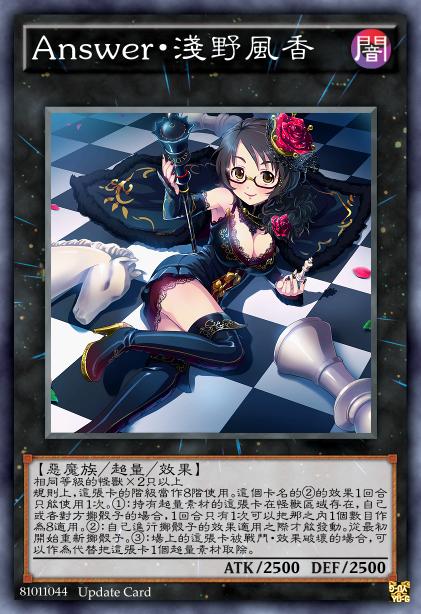 Answer・淺野風香
闇
【惡魔族／超量／效果】
相同等級的怪獸×2只以上
規則上，這張卡的階級當作8階使用。這個卡名的②的效果1回合
只能使用1次。①：持有超量素材的這張卡在怪獸區域存在，自己
或者對方擲骰子的場合，1回合只有1次可以把那之內1個數目作
為8適用。②：自己進行擲骰子的效果適用之際才能發動。從最初
開始重新擲骰子。③：場上的這張卡被戰鬥·效果破壞的場合，可
以作為代替把這張卡1個超量素材取除。
ATK/2500 DEF/2500
81011044 Update Card